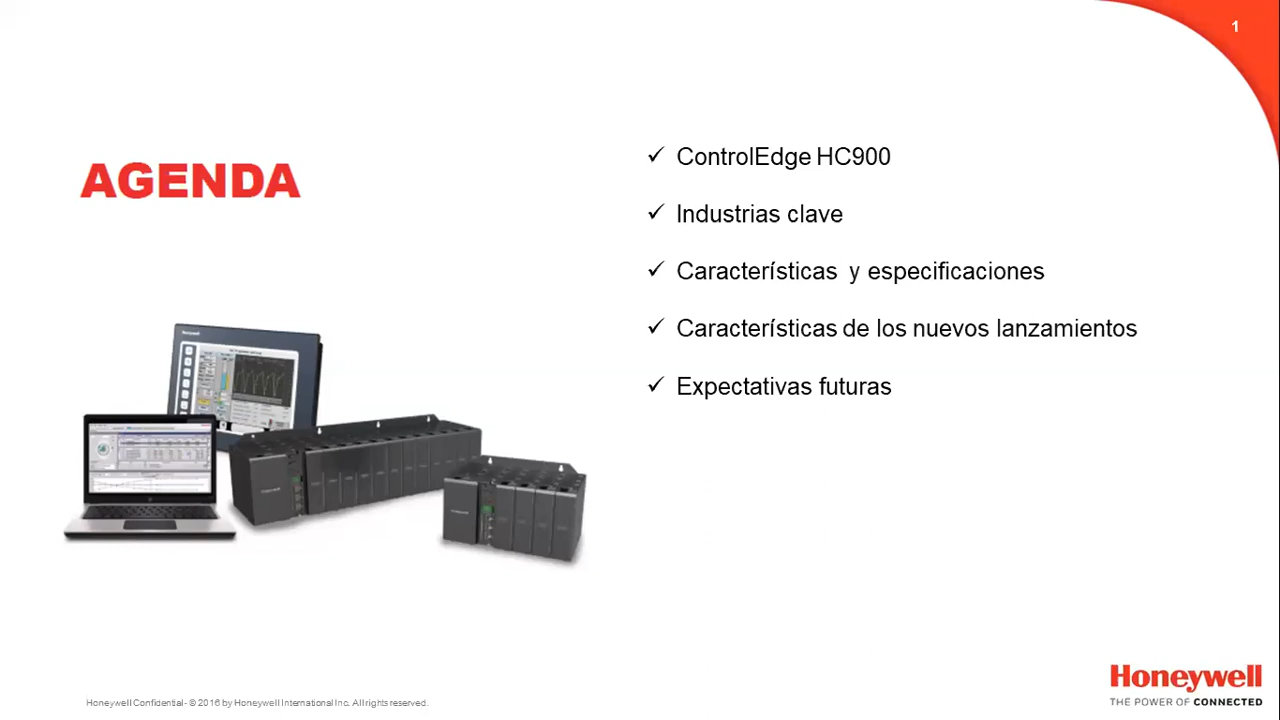 1
AGENDA
ControlEdge HC900
Industrias clave
Características y especificaciones
Características de los nuevos lanzamientos
Expectativas futuras
Honeywell
Honeywell
THE POWER OF CONNECTED
Honeywell Confidential - © 2016 by Honeywell International Inc. All rights reserved.